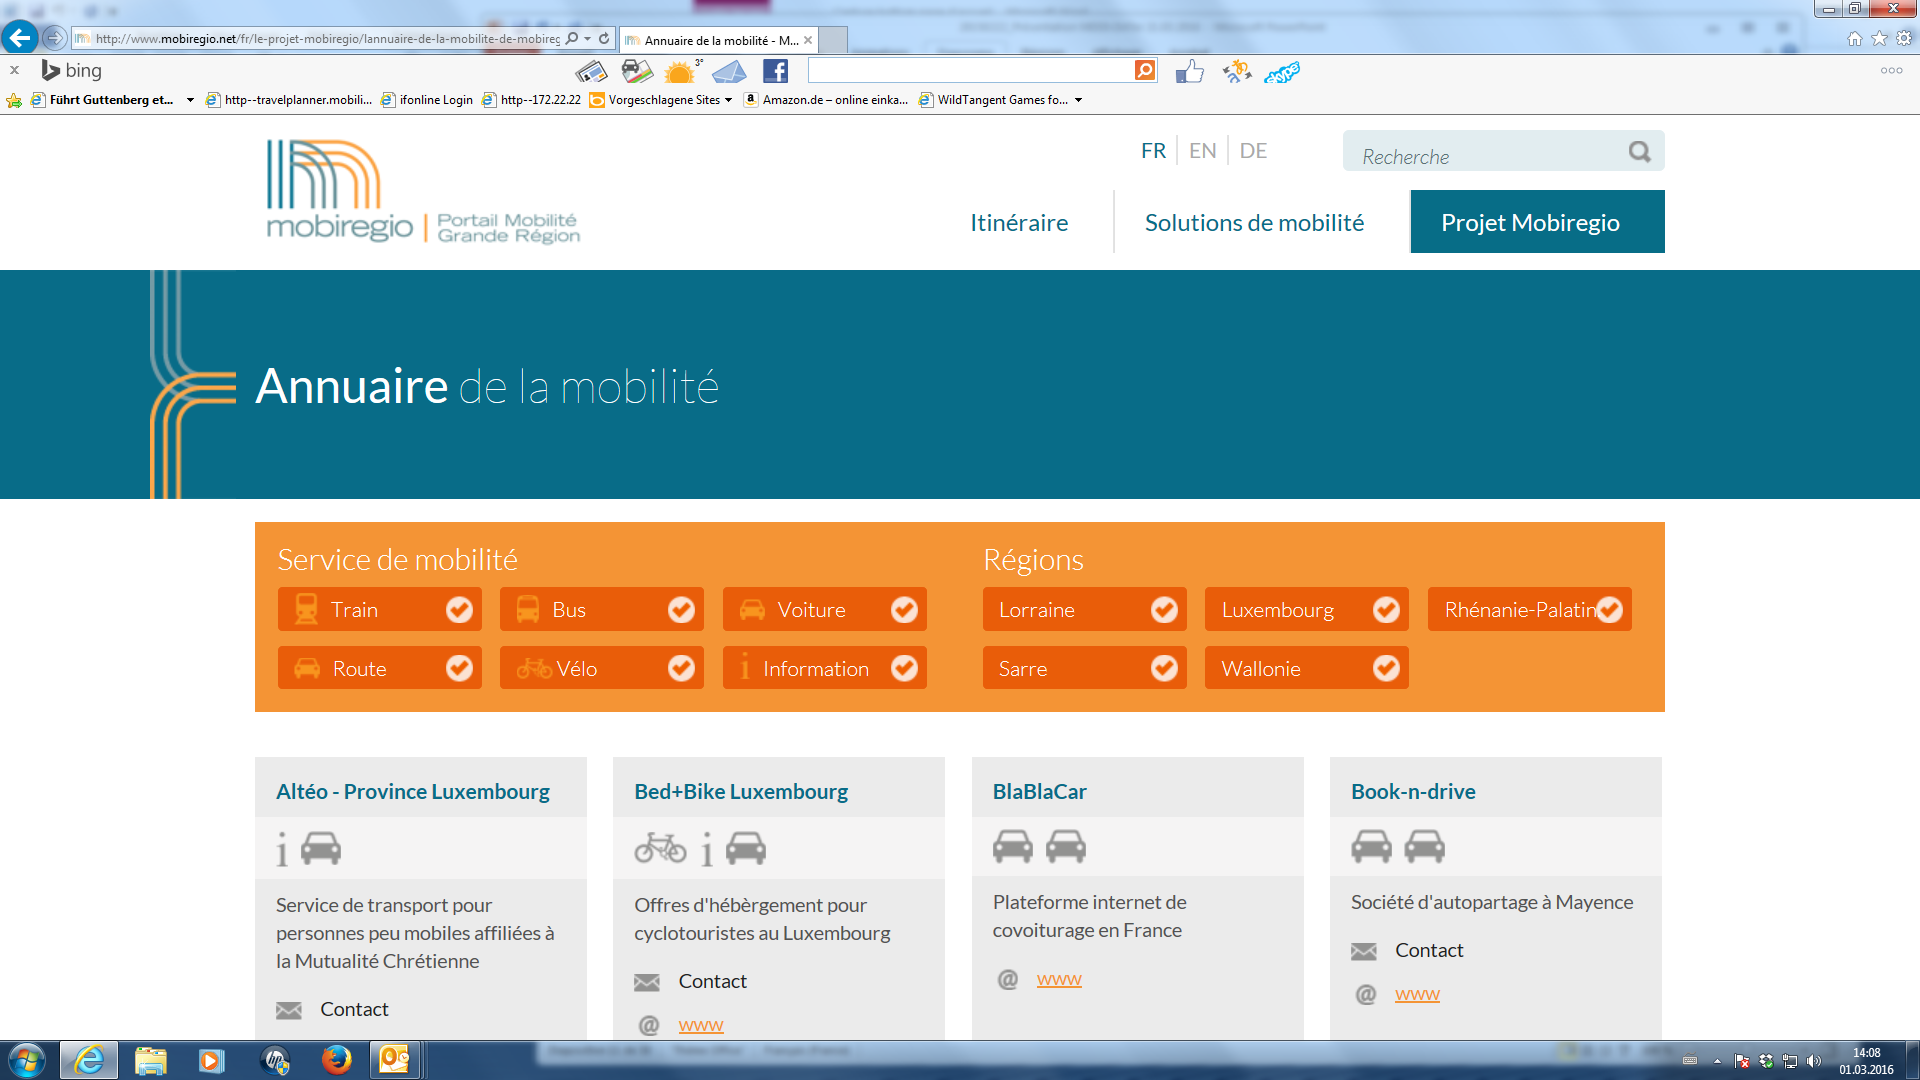 http://www.mobiregio.net/fr/le-projet-mobiregio/lannuaire-de-la-mobilite-de-mobireg
Annuaire de la mobilité - M...
bing
3°
skype
Führt Guttenberg et...
http--travelplanner.mobili...
ifonline Login
http--172.22.22
Vorgeschlagene Sites
Amazon.de – online einka...
WildTangent Games fo...
FR EN DE
Recherche
mobiregio | Portail Mobilité
Grande Région
Itinéraire
Solutions de mobilité
Projet Mobiregio
Annuaire de la mobilité
Service de mobilité
Régions
Train
Bus
Voiture
Lorraine
Luxembourg
Rhénanie-Palatin
Route
Vélo
Information
Sarre
Wallonie
Altéo - Province Luxembourg
Service de transport pour
personnes peu mobiles affiliées à
la Mutualité Chrétienne
Contact
Bed+Bike Luxembourg
Offres d'hébèrgement pour
cyclotouristes au Luxembourg
Contact
@ www
BlaBlaCar
Plateforme internet de
covoiturage en France
@ www
Book-n-drive
Société d'autopartage à Mayence
Contact
@ www
14:08
01.03.2016